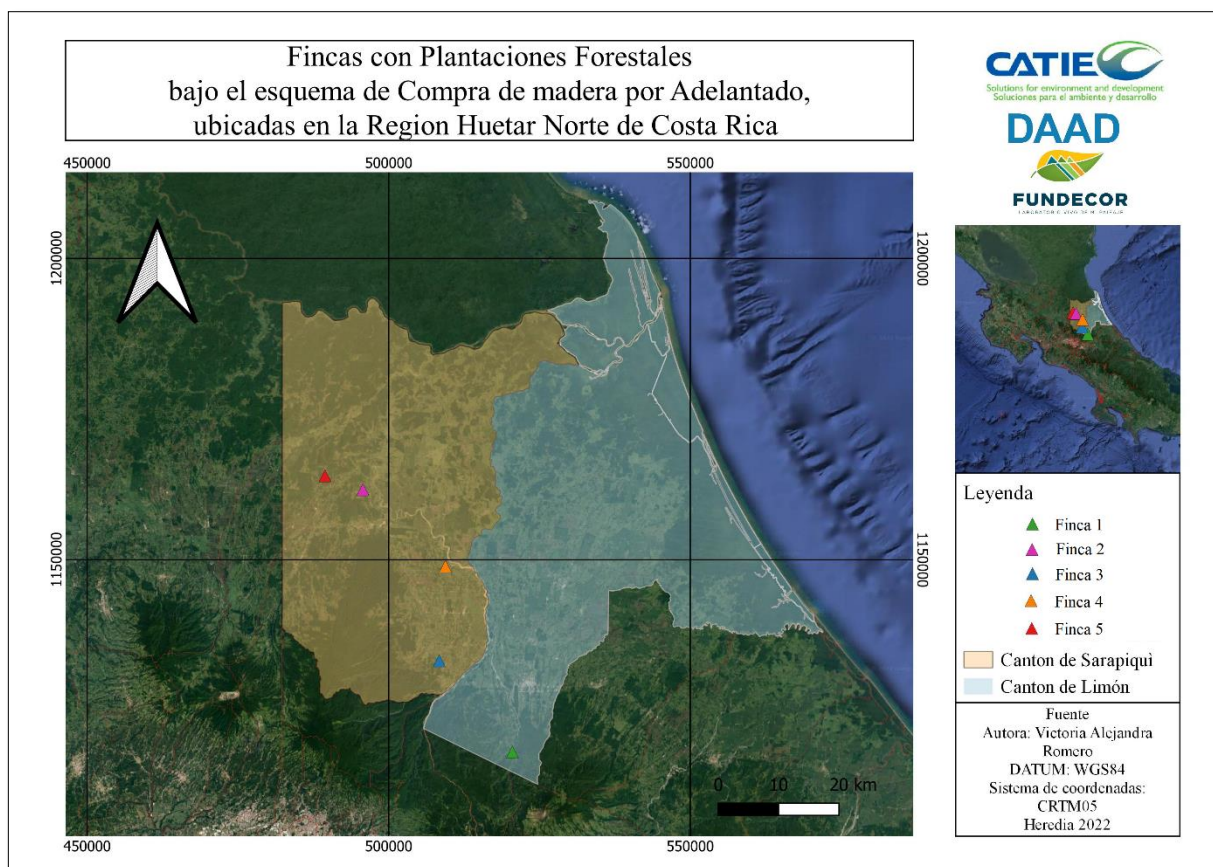 Fincas con Plantaciones Forestales
bajo el esquema de Compra de madera por Adelantado,
ubicadas en la Region Huetar Norte de Costa Rica
CATIE
Solutions for environment and development
Soluciones para el ambiente y desarrollo
DAAD
FUNDECOR
450000
500000
550000
1200000
1200000
1150000
1150000
0
10
20 km
450000
500000
550000
Leyenda
Finca 1
Finca 2
Finca 3
Finca 4
Finca 5
Canton de Sarapiquì
Canton de Limón
Fuente
Autora: Victoria Alejandra
Romero
DATUM: WGS84
Sistema de coordenadas:
CRTM05
Heredia 2022